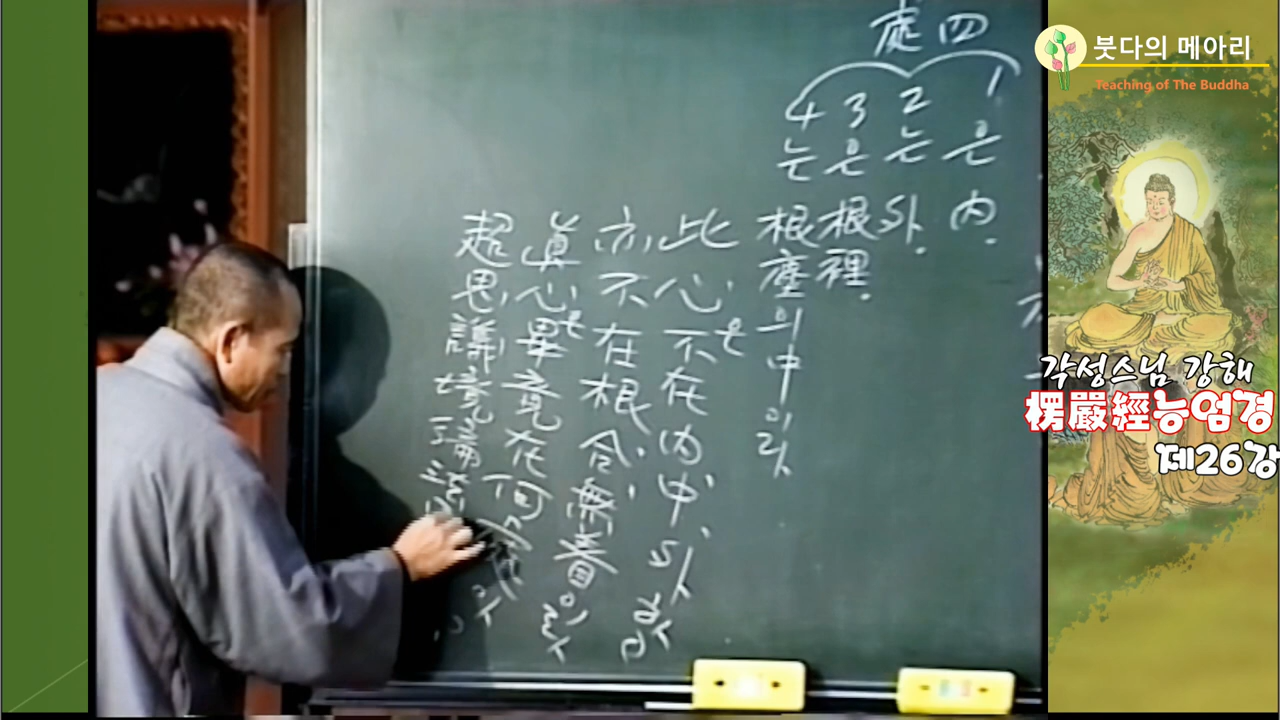 四處
1은 內.
2는 外.
3은 根裡.
4는 根塵의 中이라
此心은 不在內中外
亦不在根合 無着
眞心은 畢竟在何
超思議境
붓다의 메아리
Teaching of The Buddha
각성스님 강해
楞嚴經능엄경
제26강